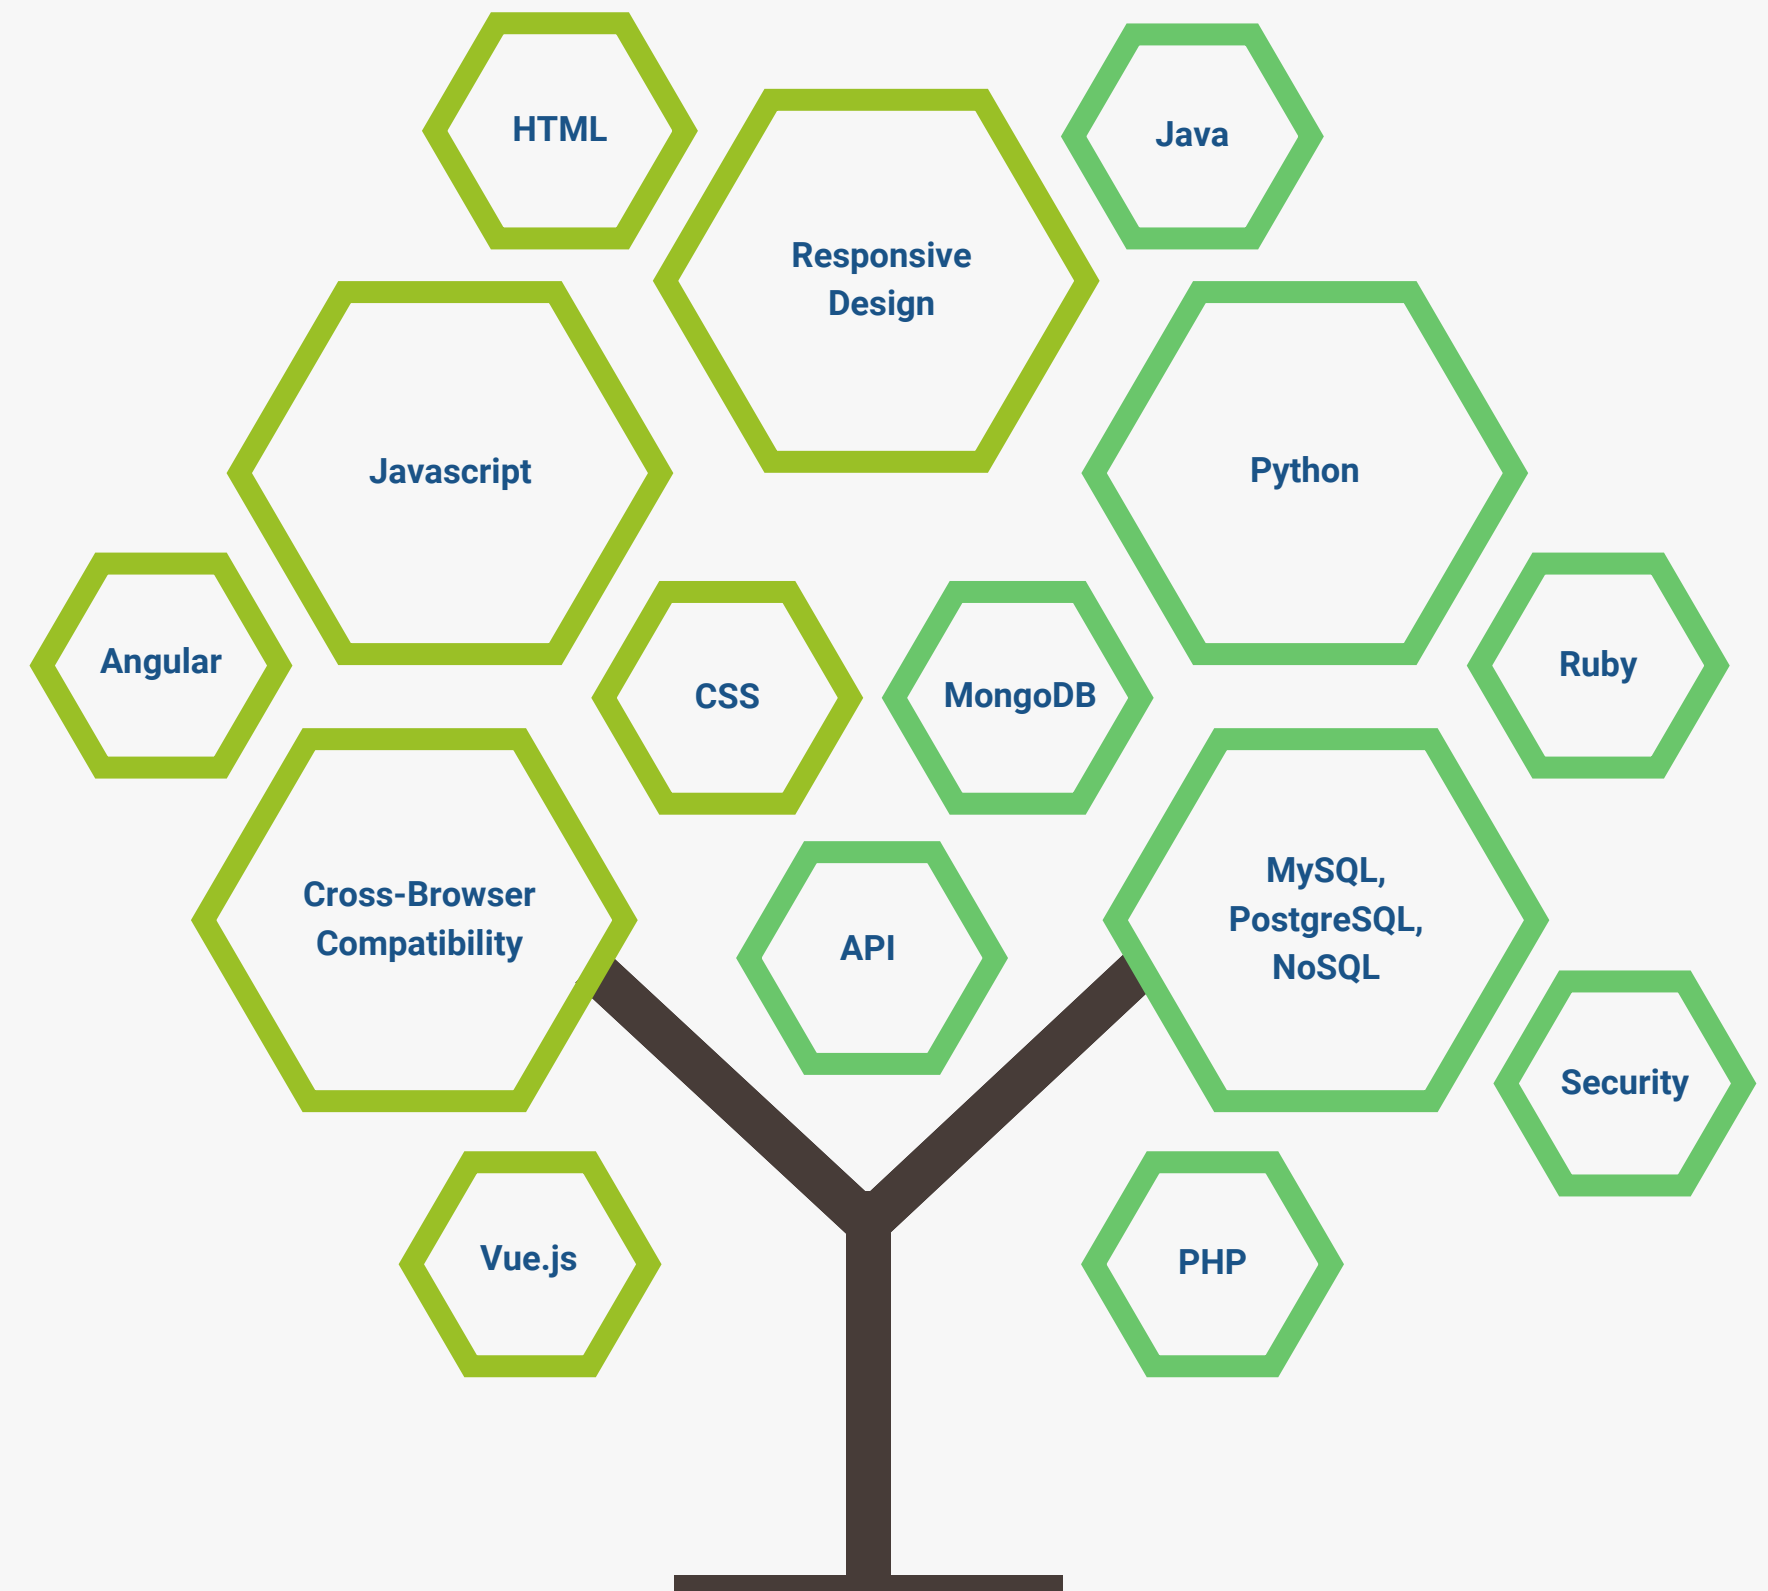 HTML
Java
Responsive
Design
Javascript
Python
Angular
CSS
MongoDB
Ruby
Cross-Browser
Compatibility
API
MySQL,
PostgreSQL,
NoSQL
Security
Vue.js
PHP